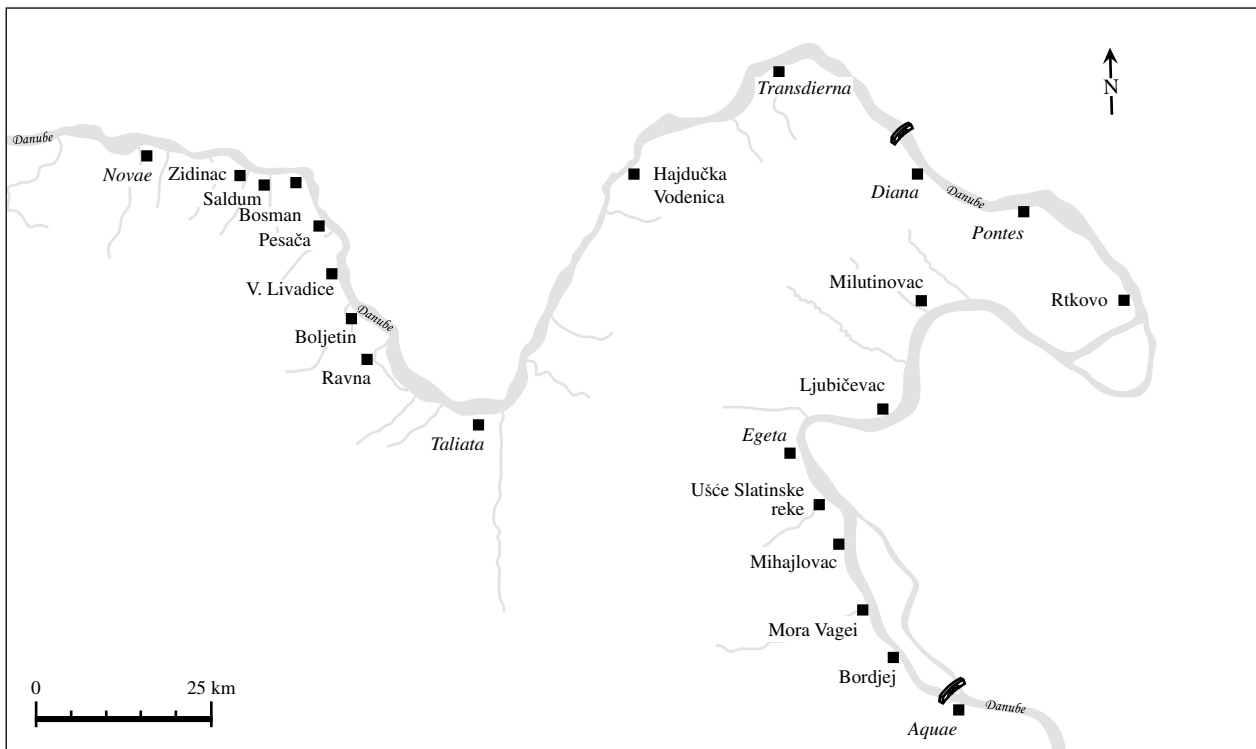 N
Transdierna
Danube
Novae
Zidinac
Saldum
Bosman
Pesača
Hajdučka
Vodenica
Diana
Danube
Pontes
V. Livadice
Milutinovac
Rtkovo
Danube
Boljetin
Ravna
Ljubičevac
Taliata
Egeta
Ušće Slatinske
reke
Mihajlovac
Mora Vagei
Bordjej
0 25 km
Danube
Aquae